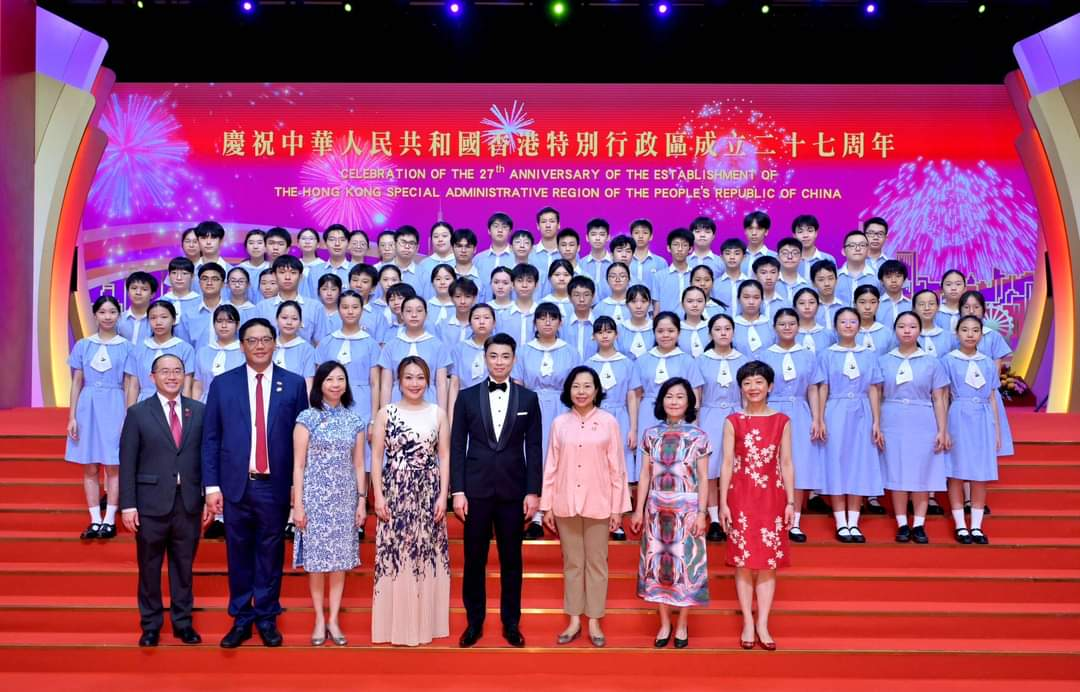 慶祝中華人民共和國香港特別行政區成立二十七周年
CELEBRATION OF THE 27th ANNIVERSARY OF THE ESTABLISHMENT OF
THE HONG KONG SPECIAL ADMINISTRATIVE REGION OF THE PEOPLE'S REPUBLIC OF CHINA